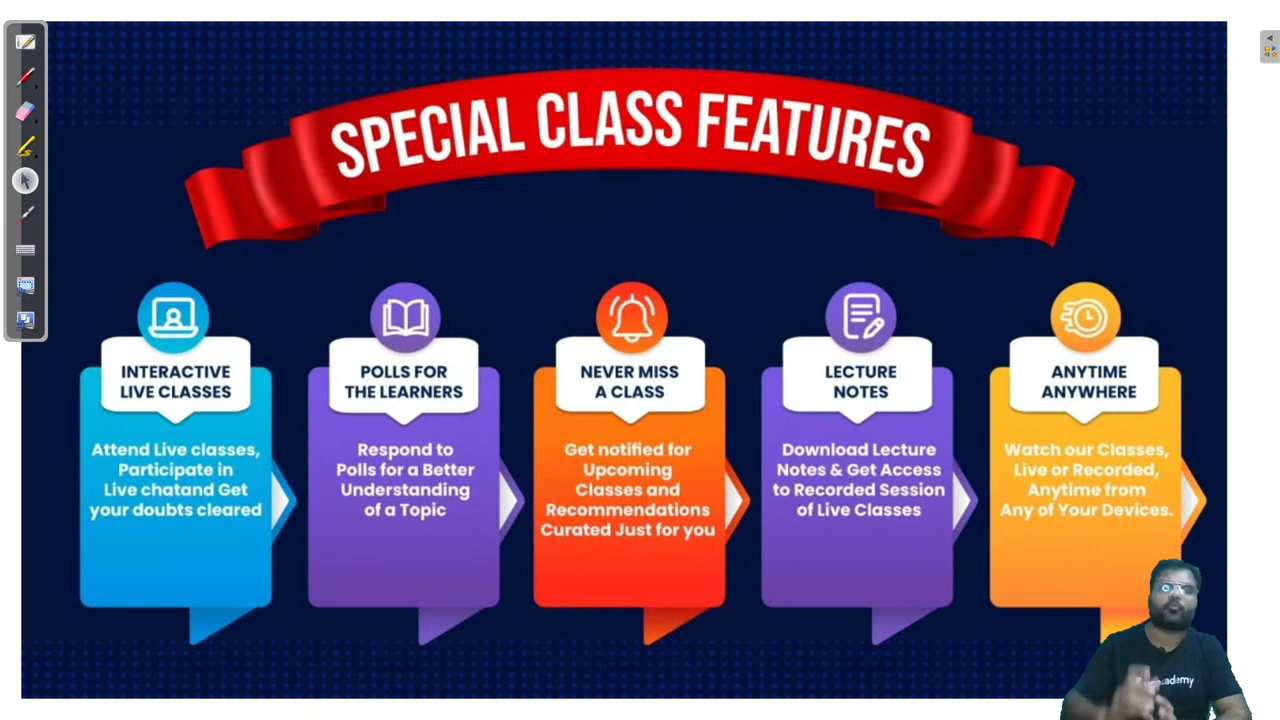 SPECIAL CLASS FEATURES
INTERACTIVE
LIVE CLASSES
Attend Live classes,
Participate in
Live chatand Get
your doubts cleared
POLLS FOR
THE LEARNERS
Respond to
Polls for a Better
Understanding
of a Topic
NEVER MISS
A CLASS
Get notified for
Upcoming
Classes and
Recommendations
Curated Just for you
LECTURE
NOTES
Download Lecture
Notes & Get Access
to Recorded Session
of Live Classes
ANYTIME
ANYWHERE
Watch our Classes,
Live or Recorded,
Anytime from
Any of Your Devices.